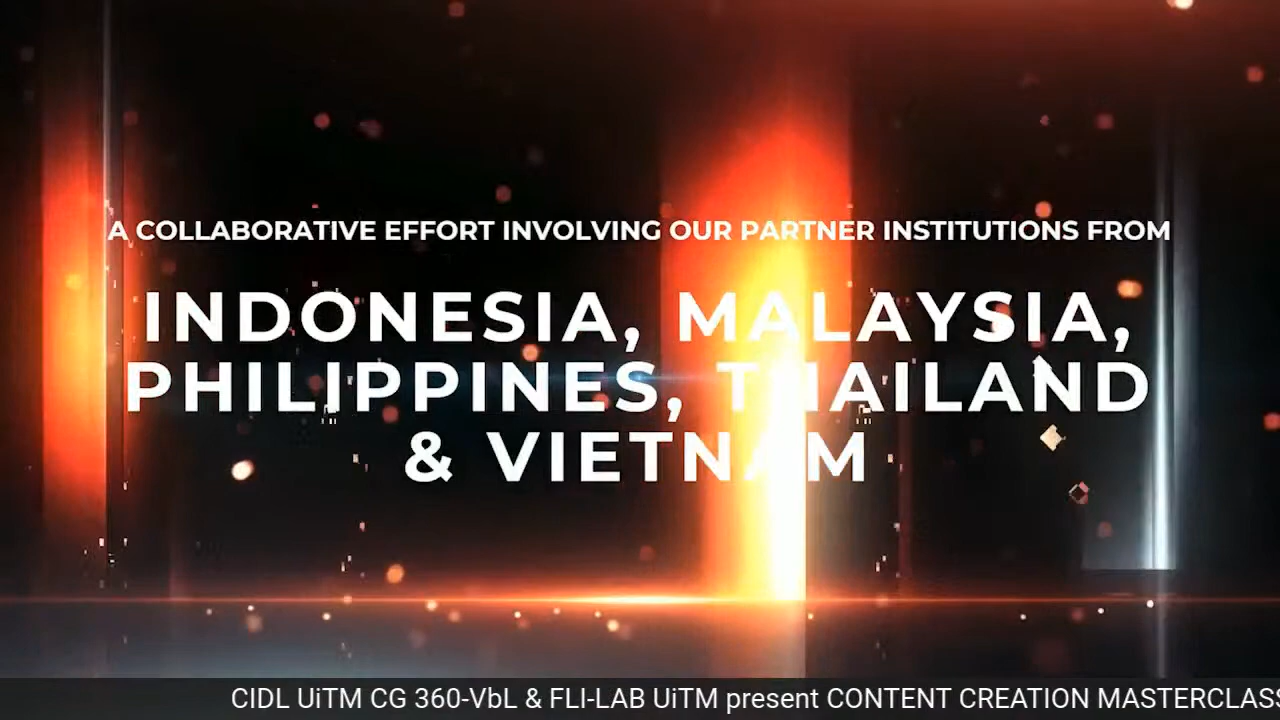 A COLLABORATIVE EFFORT INVOLVING OUR PARTNER INSTITUTIONS FROM
INDONESIA, MALAYSIA,
PHILIPPINES, THAILAND
& VIETNAM
CIDL UiTM CG 360-VbL & FLI-LAB UiTM present CONTENT CREATION MASTERCLASS